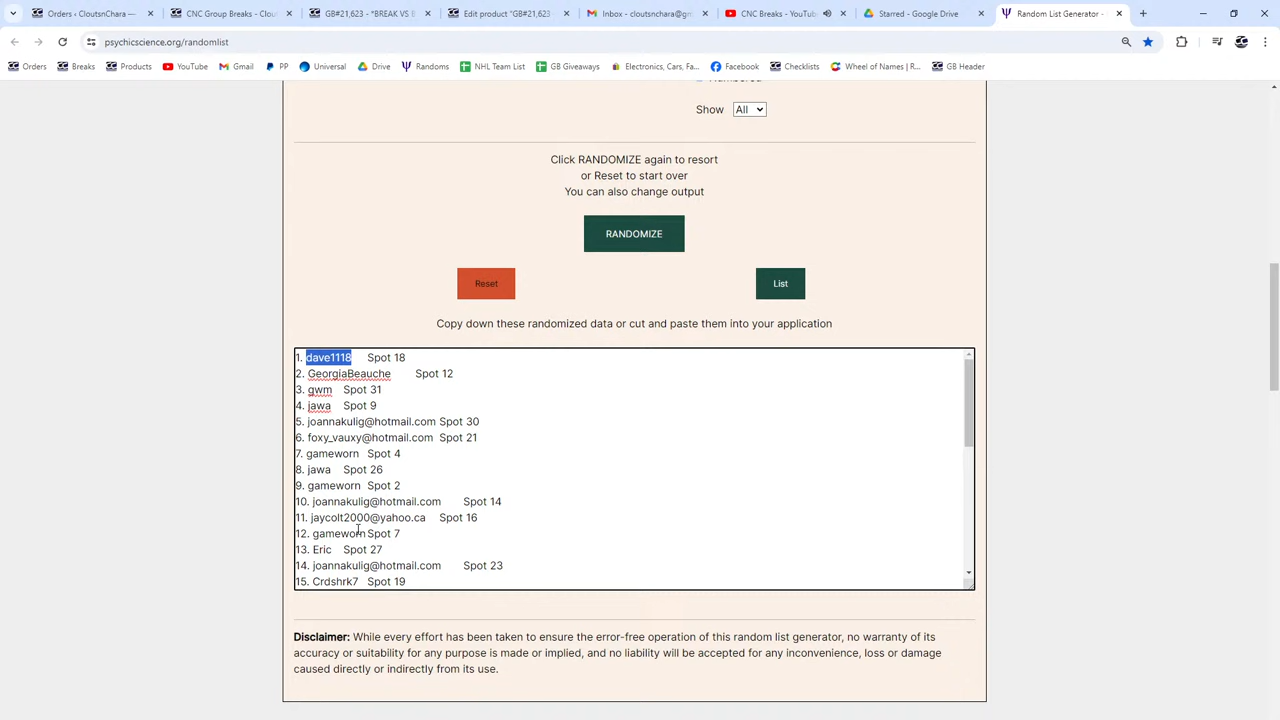 Orders ‹ CloutsnChara —
CNC Group Breaks ‹ Clouts
GB#21,623 - *BREAK VS B
Edit product "GB#21,623
Inbox - cloutsnchara@gm
CNC Breaks - YouTube
Starred - Google Drive
Random List Generator -
psychicscience.org/randomlist
Orders
Breaks
Products
YouTube
Gmail
PP
Universal
Drive
Randoms
NHL Team List
GB Giveaways
Electronics, Cars, Fa...
Facebook
Checklists
Wheel of Names | R...
GB Header
Numbered
Show All
Click RANDOMIZE again to resort
or Reset to start over
You can also change output
RANDOMIZE
Reset
List
Copy down these randomized data or cut and paste them into your application
1. dave1118 Spot 18
2. GeorgiaBeauche Spot 12
3. gwm Spot 31
4. jawa Spot 9
5. joannakulig@hotmail.com Spot 30
6. foxy_vauxy@hotmail.com Spot 21
7. gameworn Spot 4
8. jawa Spot 26
9. gameworn Spot 2
10. joannakulig@hotmail.com Spot 14
11. jaycolt2000@yahoo.ca Spot 16
12. gameworn Spot 7
13. Eric Spot 27
14. joannakulig@hotmail.com Spot 23
15. Crdshrk7 Spot 19
Disclaimer: While every effort has been taken to ensure the error-free operation of this random list generator, no warranty of its
accuracy or suitability for any purpose is made or implied, and no liability will be accepted for any inconvenience, loss or damage
caused directly or indirectly from its use.